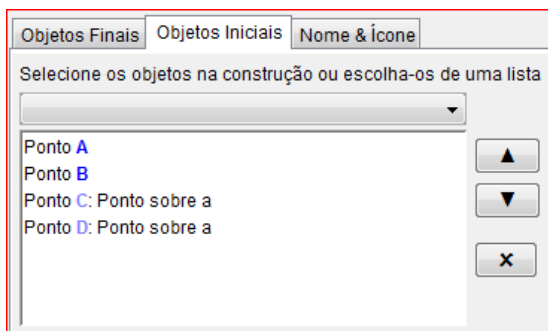 Objetos Finais Objetos Iniciais Nome & Ícone
Selecione os objetos na construção ou escolha-os de uma lista
Ponto A
Ponto B
Ponto C: Ponto sobre a
Ponto D: Ponto sobre a